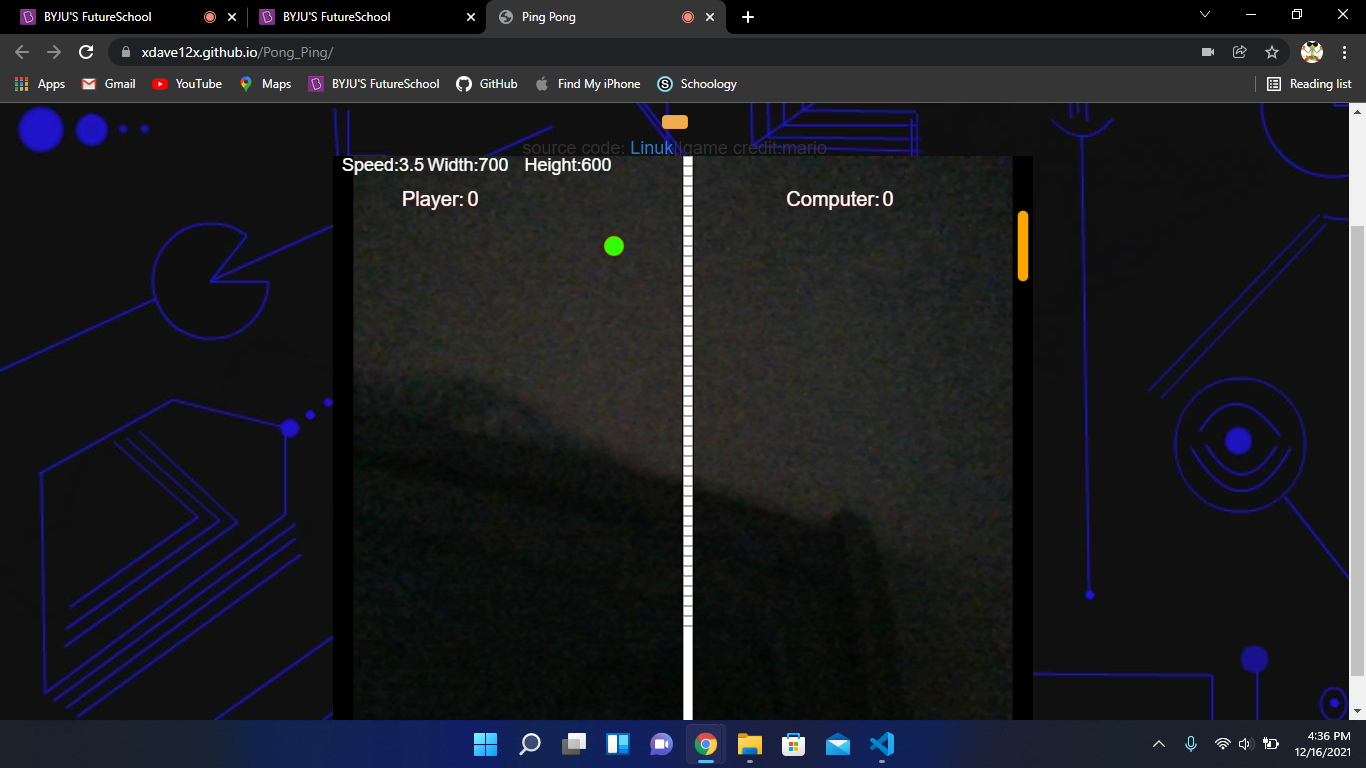 BYJU'S FutureSchool
BYJU'S FutureSchool
Ping Pong
xdave12x.github.io/Pong_Ping/
Apps
Gmail
YouTube
Maps
BYJU'S FutureSchool
GitHub
Find My iPhone
Schoology
Reading list
source code: Linuk||game credit:mario
Speed:3.5 Width:700 Height:600
Player: 0
Computer: 0
4:36 PM
12/16/2021